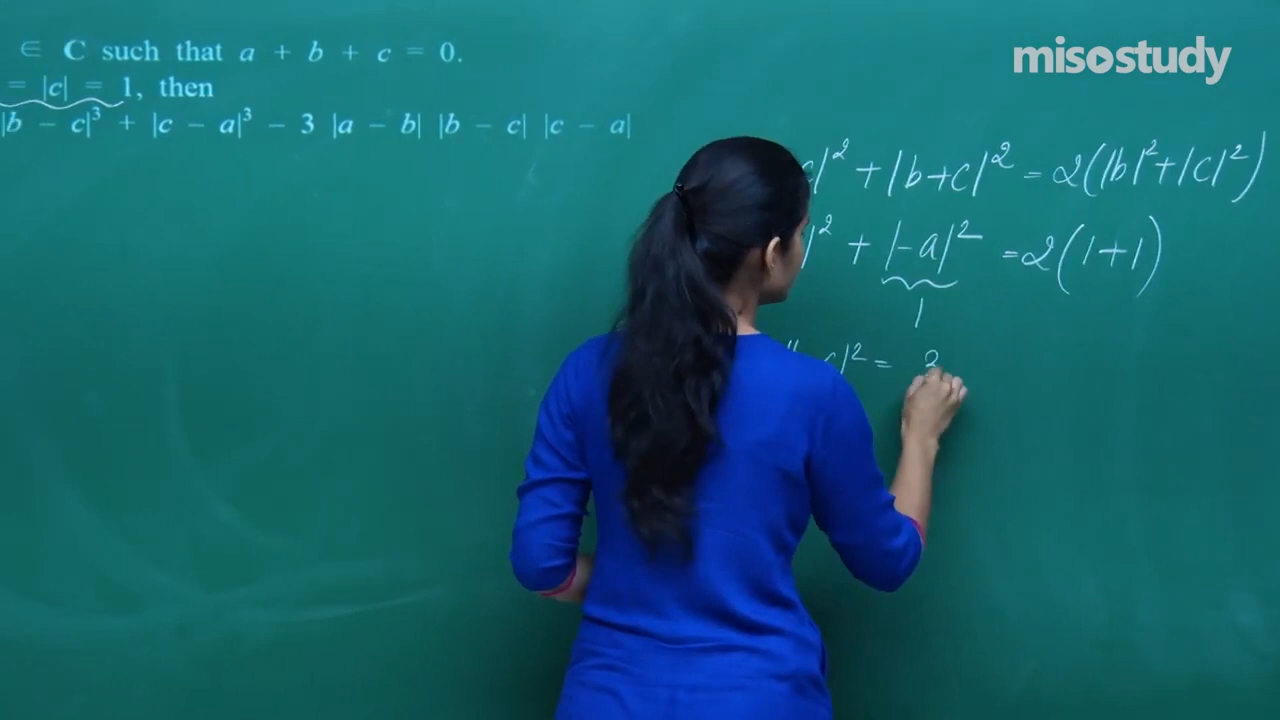 ∈ C such that a + b + c = 0.
= |c| = 1, then
|b − c|³ + |c − a|³ − 3 |a − b| |b − c| |c − a|
misostudy
c|² + |b+c|² = 2(|b|²+|c|²)
|² + |-a|² = 2(1+1)
1
c|² =